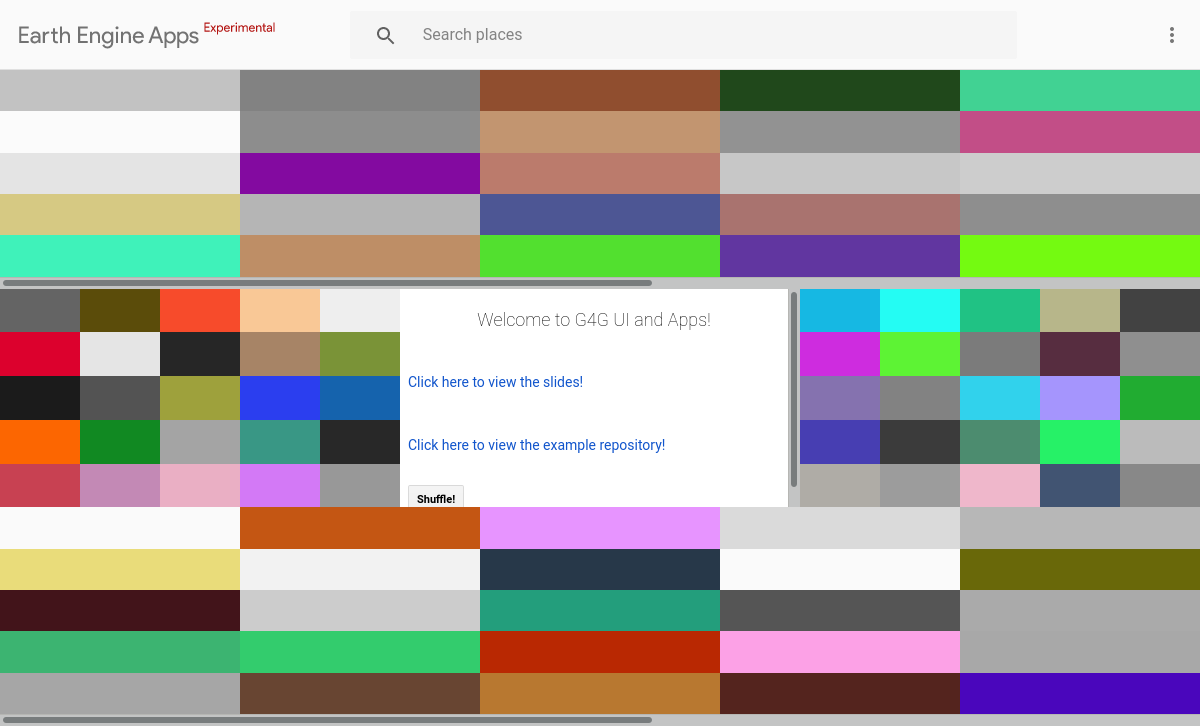 Earth Engine Apps Experimental
Search places
Welcome to G4G UI and Apps!
Click here to view the slides!
Click here to view the example repository!
Shuffle!